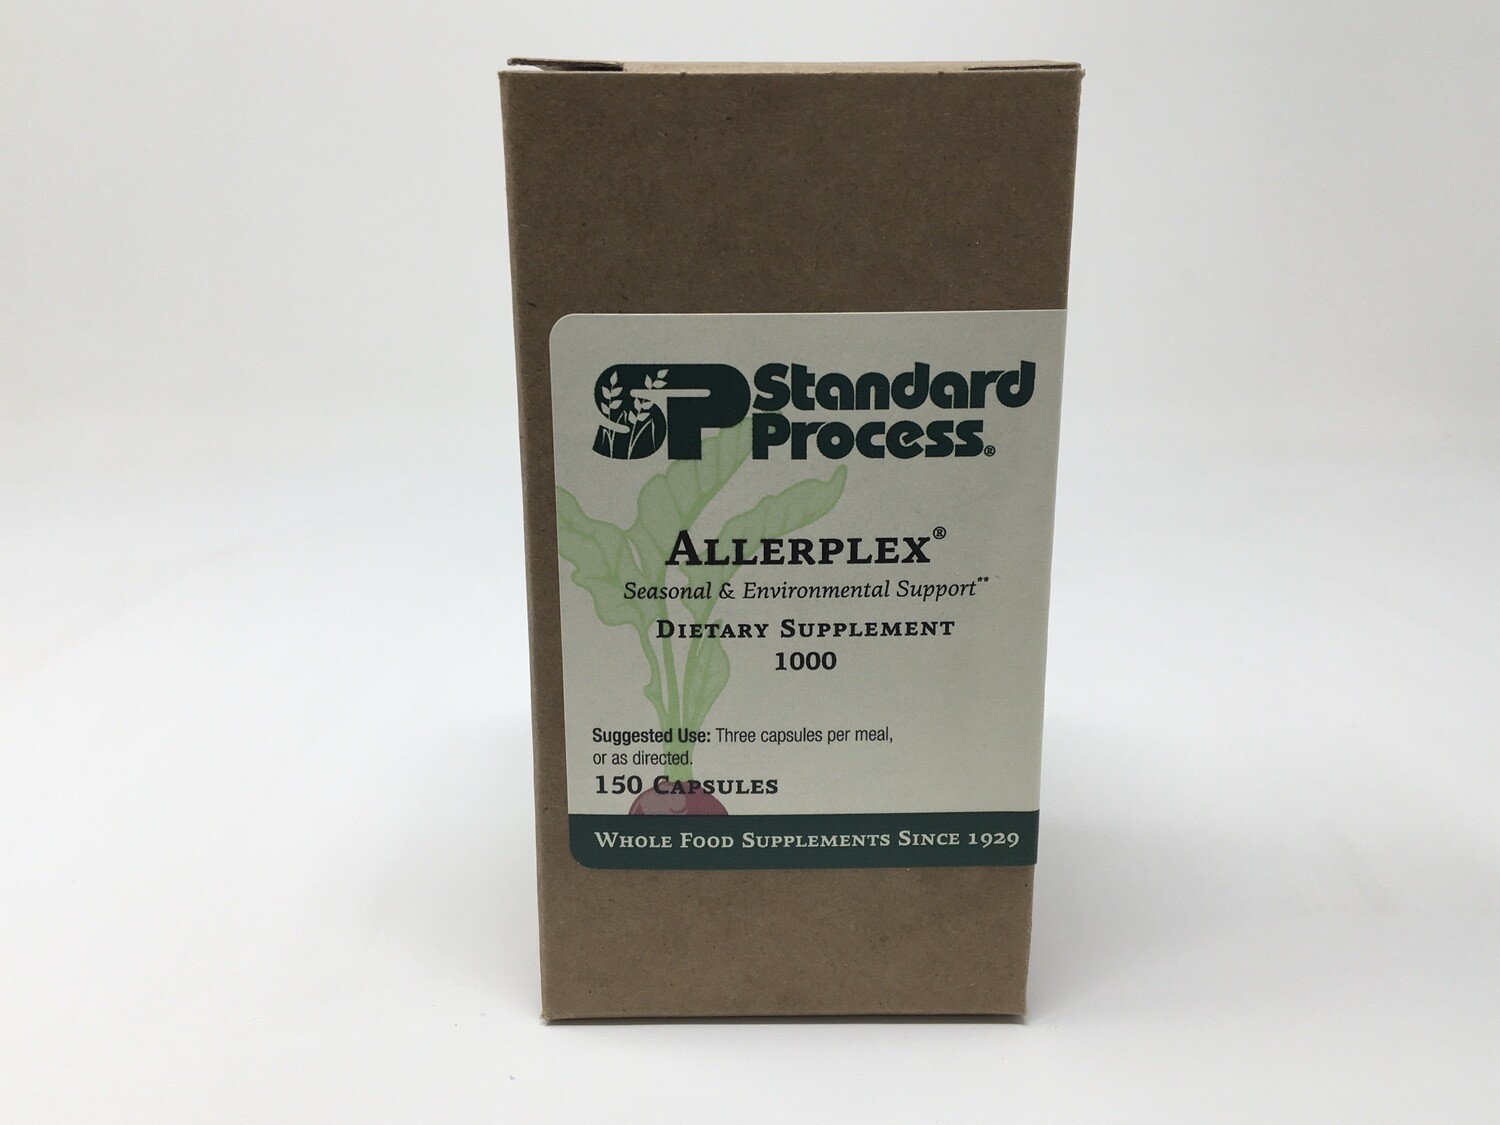 SP Standard
Process®
ALLERPLEX®
Seasonal & Environmental Support**
DIETARY SUPPLEMENT
1000
Suggested Use: Three capsules per meal,
or as directed.
150 CAPSULES
WHOLE FOOD SUPPLEMENTS SINCE 1929